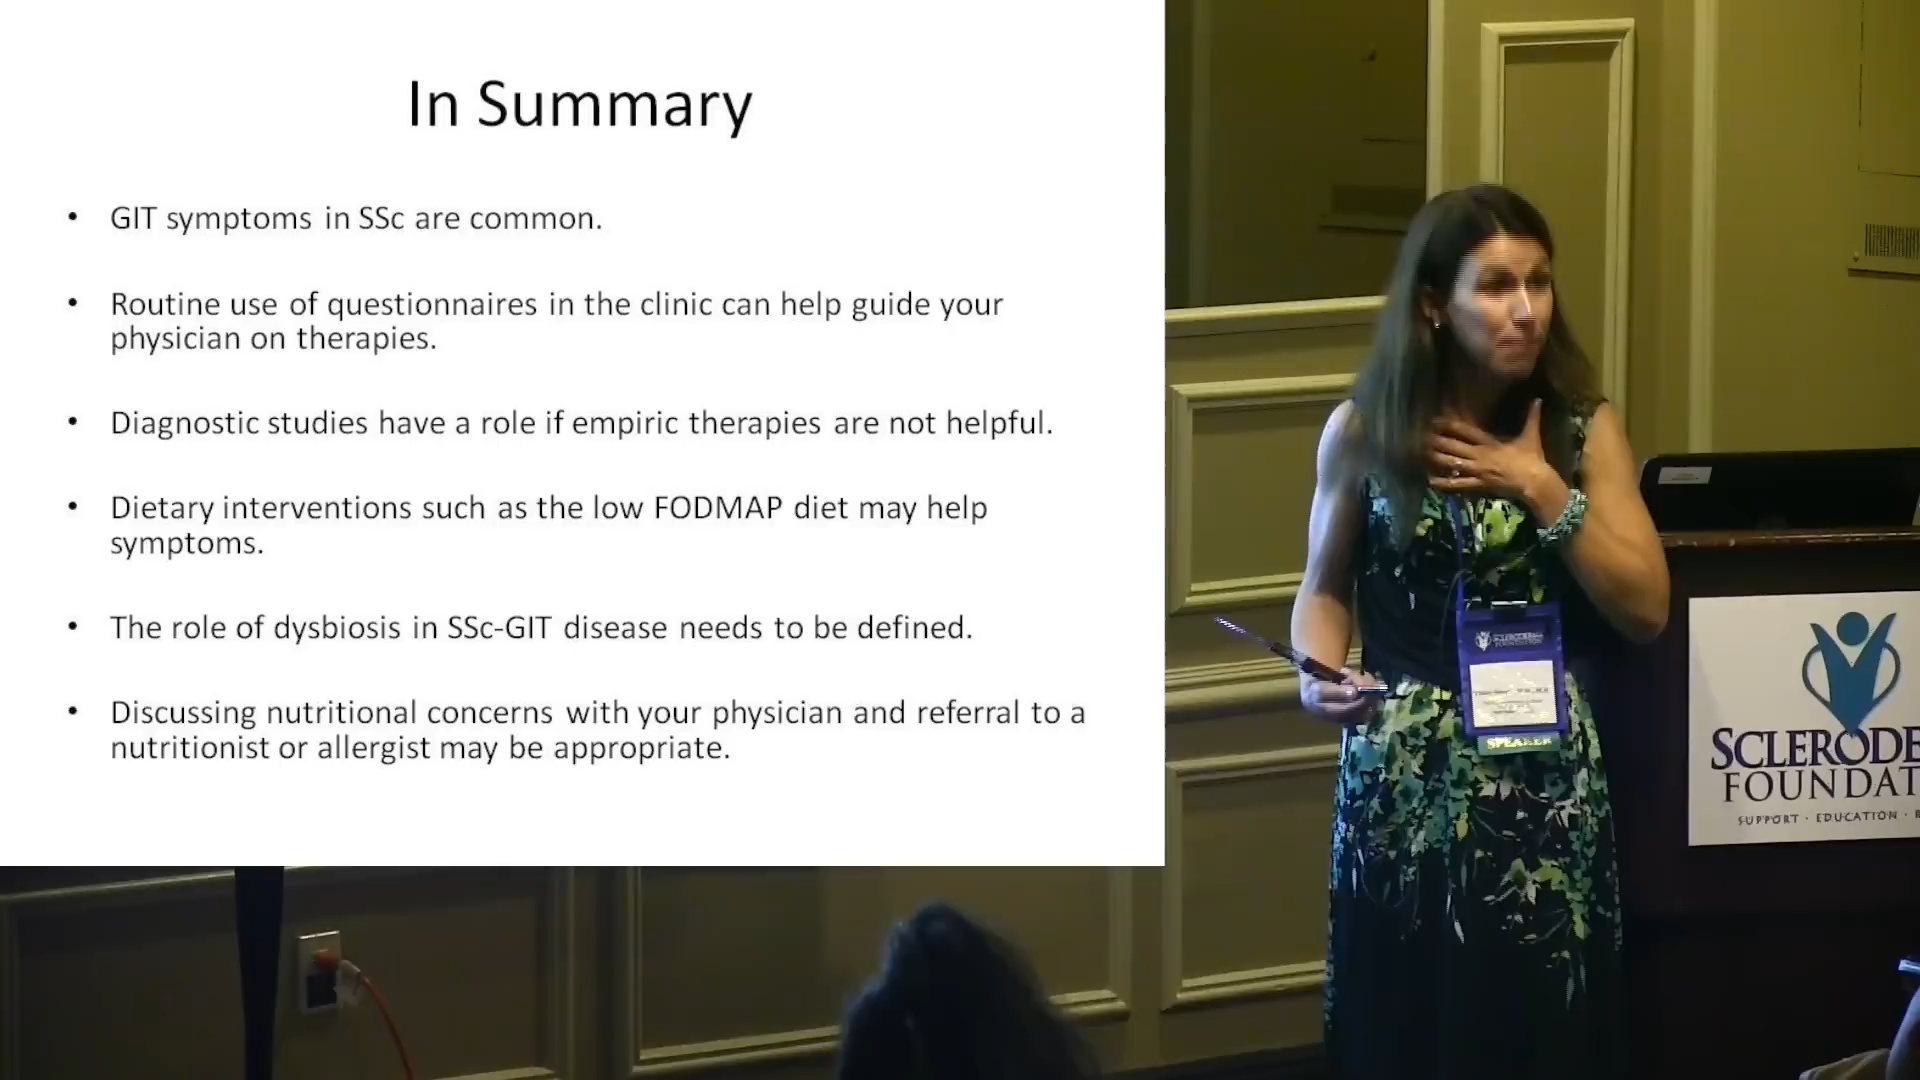 In Summary
• GIT symptoms in SSc are common.
• Routine use of questionnaires in the clinic can help guide your
physician on therapies.
• Diagnostic studies have a role if empiric therapies are not helpful.
• Dietary interventions such as the low FODMAP diet may help
symptoms.
• The role of dysbiosis in SSc-GIT disease needs to be defined.
• Discussing nutritional concerns with your physician and referral to a
nutritionist or allergist may be appropriate.
SCLERODERMA
FOUNDATION
SPEAKER
SCLERODE
FOUNDAT
SUPPORT · EDUCATION ·